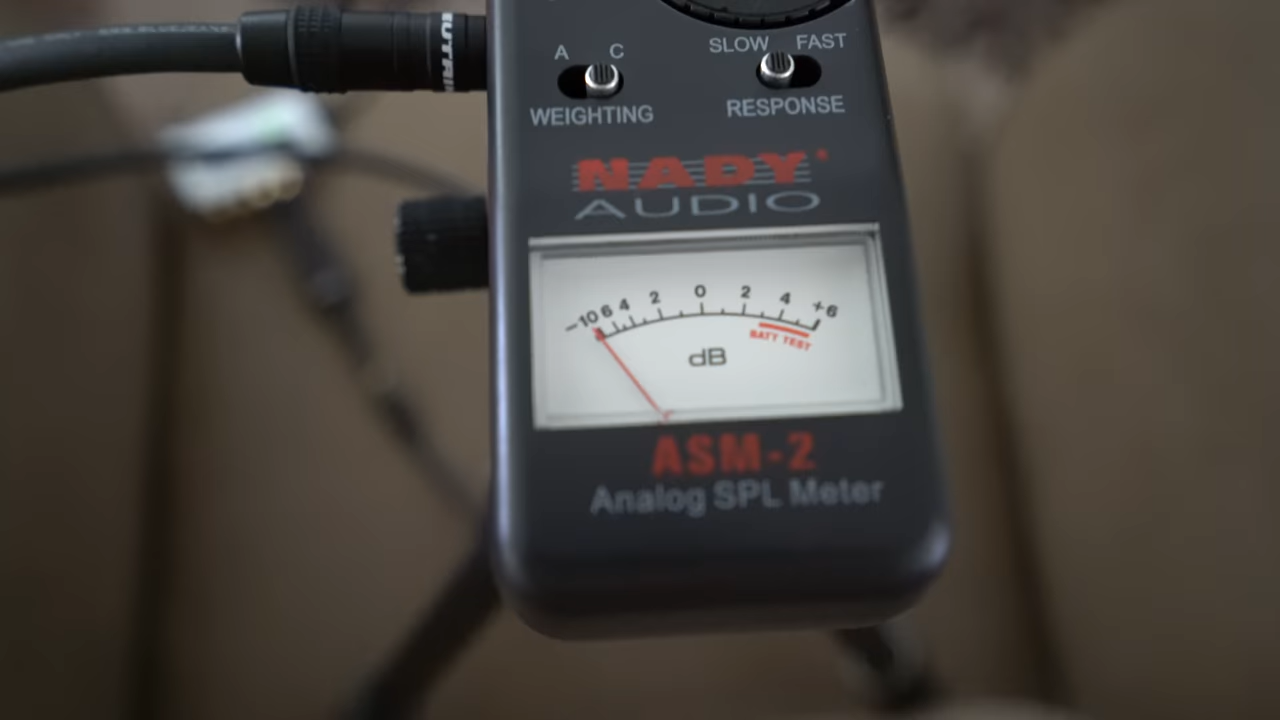 A C
WEIGHTING
SLOW FAST
RESPONSE
NADY
AUDIO
-10 6 4 2 0 2 4 +6
BATT TEST
dB
ASM-2
Analog SPL Meter